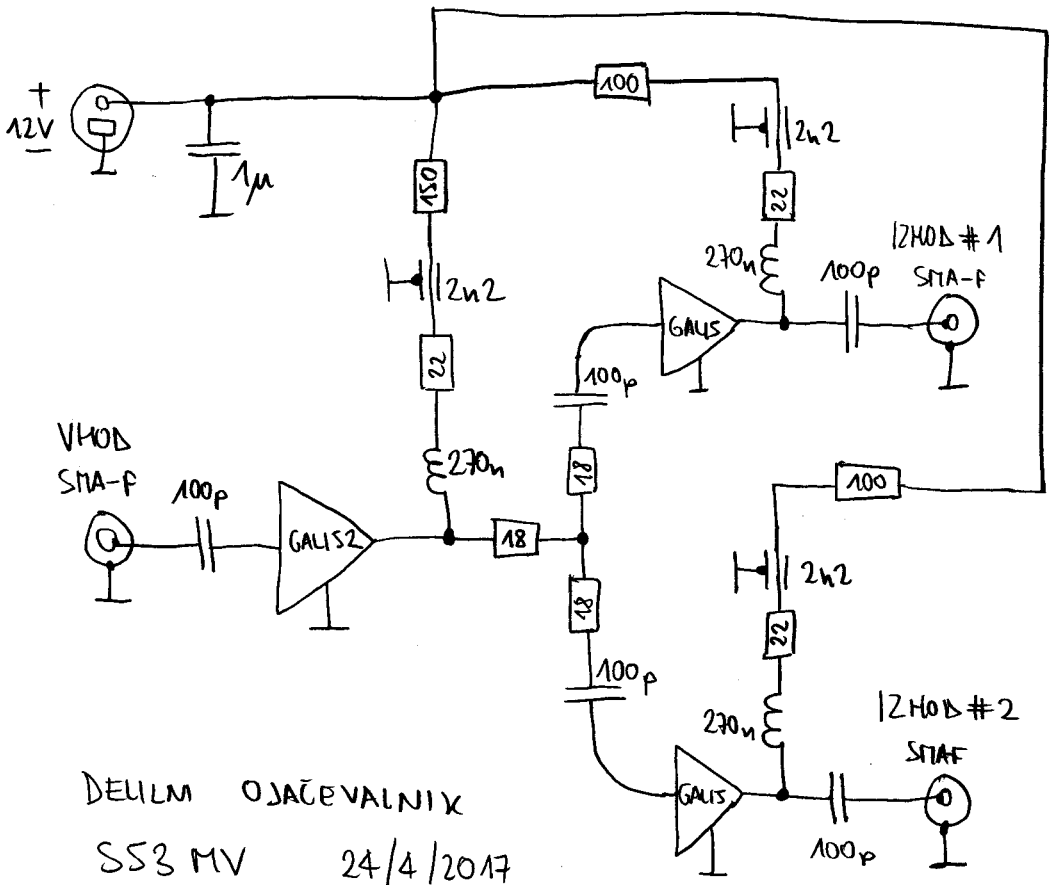 100
+
12V
1μ
150
2n2
22
2n2
22
270n
IZHOD #1
SMA-F
100p
GALI5
100p
VHOD
SMA-F
100p
270n
18
GALI52
18
18
100
2n2
22
100p
270n
IZHOD #2
SMAF
GALI5
100p
DELILNI OJAČEVALNIK
S53MV 24/4/2017